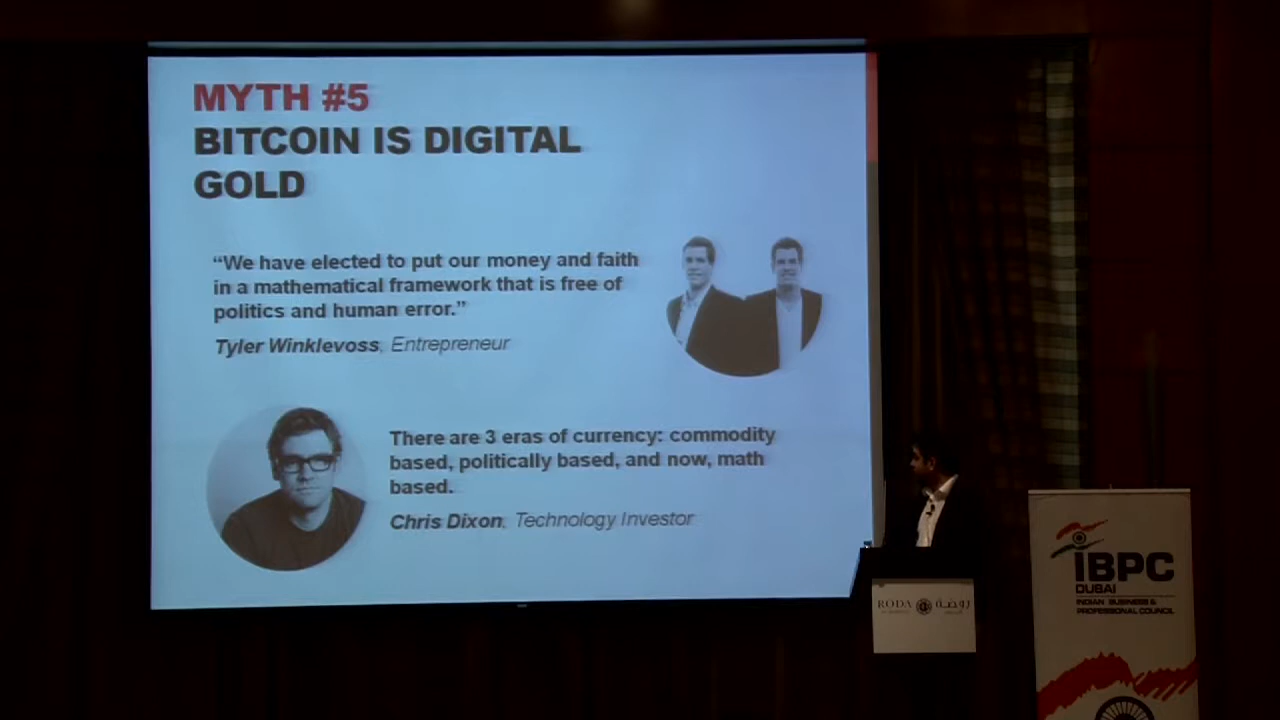 MYTH #5
BITCOIN IS DIGITAL
GOLD
“We have elected to put our money and faith
in a mathematical framework that is free of
politics and human error.”
Tyler Winklevoss, Entrepreneur
There are 3 eras of currency: commodity
based, politically based, and now, math
based.
Chris Dixon, Technology Investor
RODA روضة
IBPC
DUBAI
INDIAN BUSINESS &
PROFESSIONAL COUNCIL